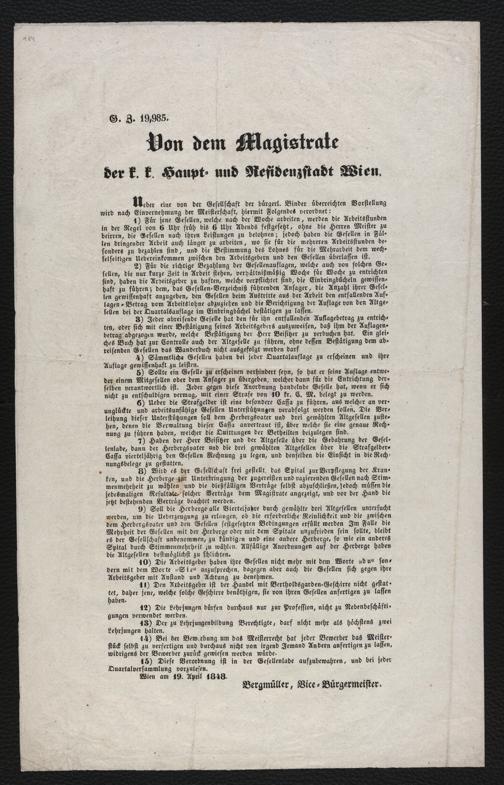 G. Z. 19,985.
Von dem Magistrate
der k. k. Haupt- und Residenzstadt Wien.
Ueber eine von der Gesellschaft der bürgerl. Binder überreichten Vorstellung
wird nach Einvernehmung der Meisterschaft, hiermit Folgendes verordnet:
1) Für jene Gesellen, welche nach der Woche arbeiten, werden die Arbeitsstunden
in der Regel von 6 Uhr früh bis 6 Uhr Abends festgesetzt, ohne die Herren Meister zu
beirren, die Gesellen nach ihren Leistungen zu belohnen; jedoch haben die Gesellen in Fäl-
len dringender Arbeit auch länger zu arbeiten, wo sie für die mehreren Arbeitsstunden be-
sonders zu bezahlen sind, und die Bestimmung des Lohnes für die Mehrarbeit dem wech-
selseitigen Uebereinkommen zwischen den Arbeitsgebern und den Gesellen überlassen ist.
2) Für die richtige Bezahlung der Gesellenauflagen, welche auch von solchen Ge-
sellen, die nur kurze Zeit in Arbeit stehen, verhältnißmäßig Woche für Woche zu entrichten
sind, haben die Arbeitsgeber zu haften, welche verpflichtet sind, die Einbringbücheln gewissen-
haft zu führen; dem, das Gesellen-Verzeichniß führenden Ansager, die Anzahl ihrer Gesel-
len gewissenhaft anzugeben, den Gesellen beim Austritte aus der Arbeit den entfallenden Auf-
lagen-Betrag vom Arbeitslohne abzuziehen und die Berichtigung der Auflage von den Altge-
sellen bei der Quartalsauflage im Einbringbüchel bestätigen zu lassen.
3) Jeder abreisende Geselle hat den für ihn entfallenden Auflagebetrag zu entrich-
ten, oder sich mit einer Bestätigung seines Arbeitsgebers auszuweisen, daß ihm der Auflagen-
betrag abgezogen wurde, welche Bestätigung der Herr Beisitzer zu verbuchen hat. Ein glei-
ches Buch hat zur Controlle auch der Altgeselle zu führen, ohne dessen Bestätigung dem ab-
reisenden Gesellen das Wanderbuch nicht ausgefolgt werden darf.
4) Sämmtliche Gesellen haben bei jeder Quartalauflage zu erscheinen und ihre
Auflage gewissenhaft zu leisten.
5) Sollte ein Geselle zu erscheinen verhindert seyn, so hat er seine Auflage entwe-
der einem Mitgesellen oder dem Ansager zu übergeben, welcher dann für die Entrichtung der-
selben verantwortlich ist. Jeder gegen diese Anordnung handelnde Geselle hat, wenn er sich
nicht zu entschuldigen vermag, mit einer Strafe von 10 kr. C. M. belegt zu werden.
6) Ueber die Strafgelder ist eine besondere Cassa zu führen, aus welcher an ver-
unglückte und arbeitsunfähige Gesellen Unterstützungen verabfolgt werden sollen. Die Ver-
leihung dieser Unterstützungen soll dem Herbergsvater und drei gewählten Altgesellen zuste-
hen, denen die Verwaltung dieser Cassa anvertraut ist, über welche sie eine genaue Rech-
nung zu führen haben, welcher die Quittungen der Betheilten beizulegen sind.
7) Haben der Herr Beisitzer und der Altgeselle über die Gebahrung der Gesel-
lenlade, dann der Herbergsvater und die drei gewählten Altgesellen über die Strafgelder-
Cassa vierteljährig den Gesellen Rechnung zu legen, und denselben die Einsicht in die Rech-
nungsbelege zu gestatten.
8) Wird es der Gesellschaft frei gestellt, das Spital zur Verpflegung der Kran-
ken, und die Herberge zur Unterbringung der zugereisten und vazirenden Gesellen nach Stim-
menmehrheit zu wählen und die dießfälligen Verträge selbst abzuschließen, jedoch müssen die
jedesmaligen Resultate solcher Verträge dem Magistrate angezeigt, und vor der Hand die
jetzt bestehenden Verträge beachtet werden.
9) Soll die Herberge alle Vierteljahre durch gewählte drei Altgesellen untersucht
werden, um die Ueberzeugung zu erlangen, ob die erforderliche Reinlichkeit und die zwischen
dem Herbergsvater und den Gesellen festgesetzten Bedingungen erfüllt werden. Im Falle die
Mehrheit der Gesellen mit der Herberge oder mit dem Spitale unzufrieden sein sollte, bleibt
es der Gesellschaft unbenommen, zu kündigen und eine andere Herberge, so wie ein anderes
Spital durch Stimmenmehrheit zu wählen. Allfällige Anordnungen auf der Herberge haben
die Altgesellen bestmöglichst zu schlichten.
10) Die Arbeitsgeber haben ihre Gesellen nicht mehr mit dem Worte »du« son-
dern mit dem Worte »Sie« anzusprechen, dagegen aber auch die Gesellen sich gegen ihre
Arbeitsgeber mit Anstand und Achtung zu benehmen.
11) Den Arbeitsgebern ist der Handel mit Bertholdsgaden-Geschirre nicht gestat-
tet, daher jene, welche solche Geschirre benöthigen, sie von ihren Gesellen anfertigen zu lassen
haben.
12) Die Lehrjungen dürfen durchaus nur zur Profession, nicht zu Nebenbeschäfti-
gungen verwendet werden.
13) Der zu Lehrjungenbildung Berechtigte, darf nicht mehr als höchstens zwei
Lehrjungen halten.
14) Bei der Bewerbung um das Meisterrecht hat jeder Bewerber das Meister-
stück selbst zu verfertigen und durchaus nicht von irgend Jemand Andern anfertigen zu lassen,
widrigens der Bewerber zurück gewiesen werden würde.
15) Diese Verordnung ist in der Gesellenlade aufzubewahren, und bei jeder
Quartalversammlung vorzulesen.
Wien am 19. April 1848.
Bergmüller, Vice-Bürgermeister.